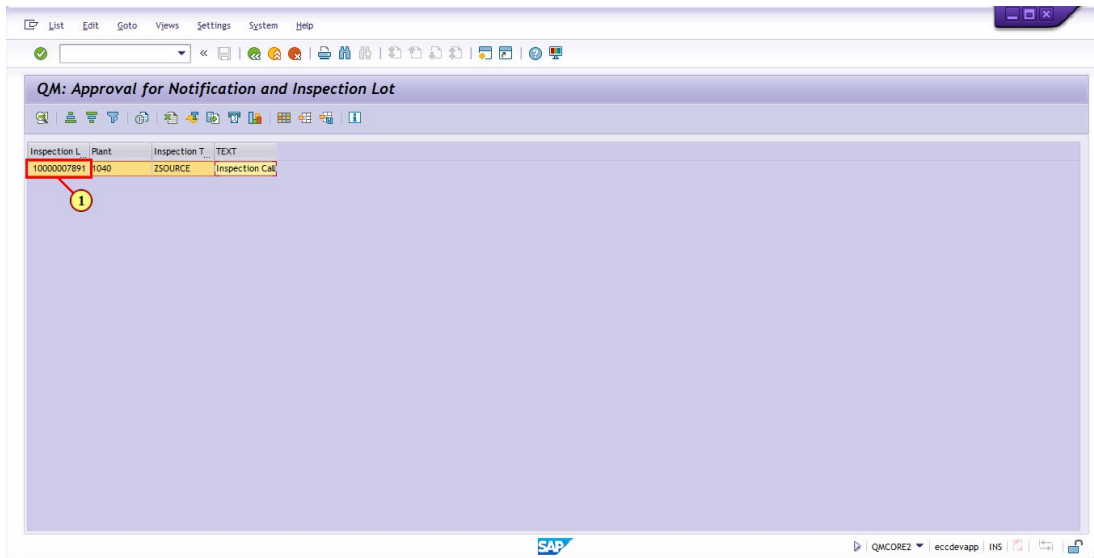 List Edit Goto Views Settings System Help
QM: Approval for Notification and Inspection Lot
Inspection L... Plant Inspection T... TEXT
10000007891 1040 ZSOURCE Inspection Call
1
SAP QMCORE2 eccdevapp INS